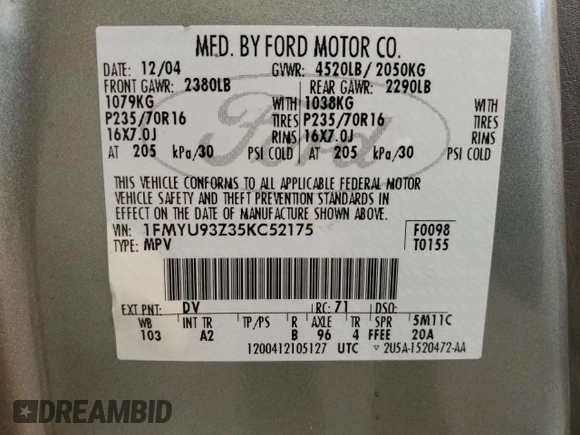 MFD. BY FORD MOTOR CO.
DATE: 12/04 GVWR: 4520LB/ 2050KG
FRONT GAWR: 2380LB REAR GAWR: 2290LB
1079KG WITH 1038KG WITH
P235/70R16 TIRES P235/70R16 TIRES
16X7.0J RIMS 16X7.0J RIMS
AT 205 kPa/30 PSI COLD AT 205 kPa/30 PSI COLD
Ford
THIS VEHICLE CONFORMS TO ALL APPLICABLE FEDERAL MOTOR
VEHICLE SAFETY AND THEFT PREVENTION STANDARDS IN
EFFECT ON THE DATE OF MANUFACTURE SHOWN ABOVE.
VIN: 1FMYU93Z35KC52175 F0098
TYPE: MPV T0155
EXT PNT: DV RC: 71 DSO:
WB INT TR TP/PS R AXLE TR SPR 5M11C
103 A2 B 96 4 FFEE 20A
1200412105127 UTC 2U5A-1520472-AA
DREAMBID